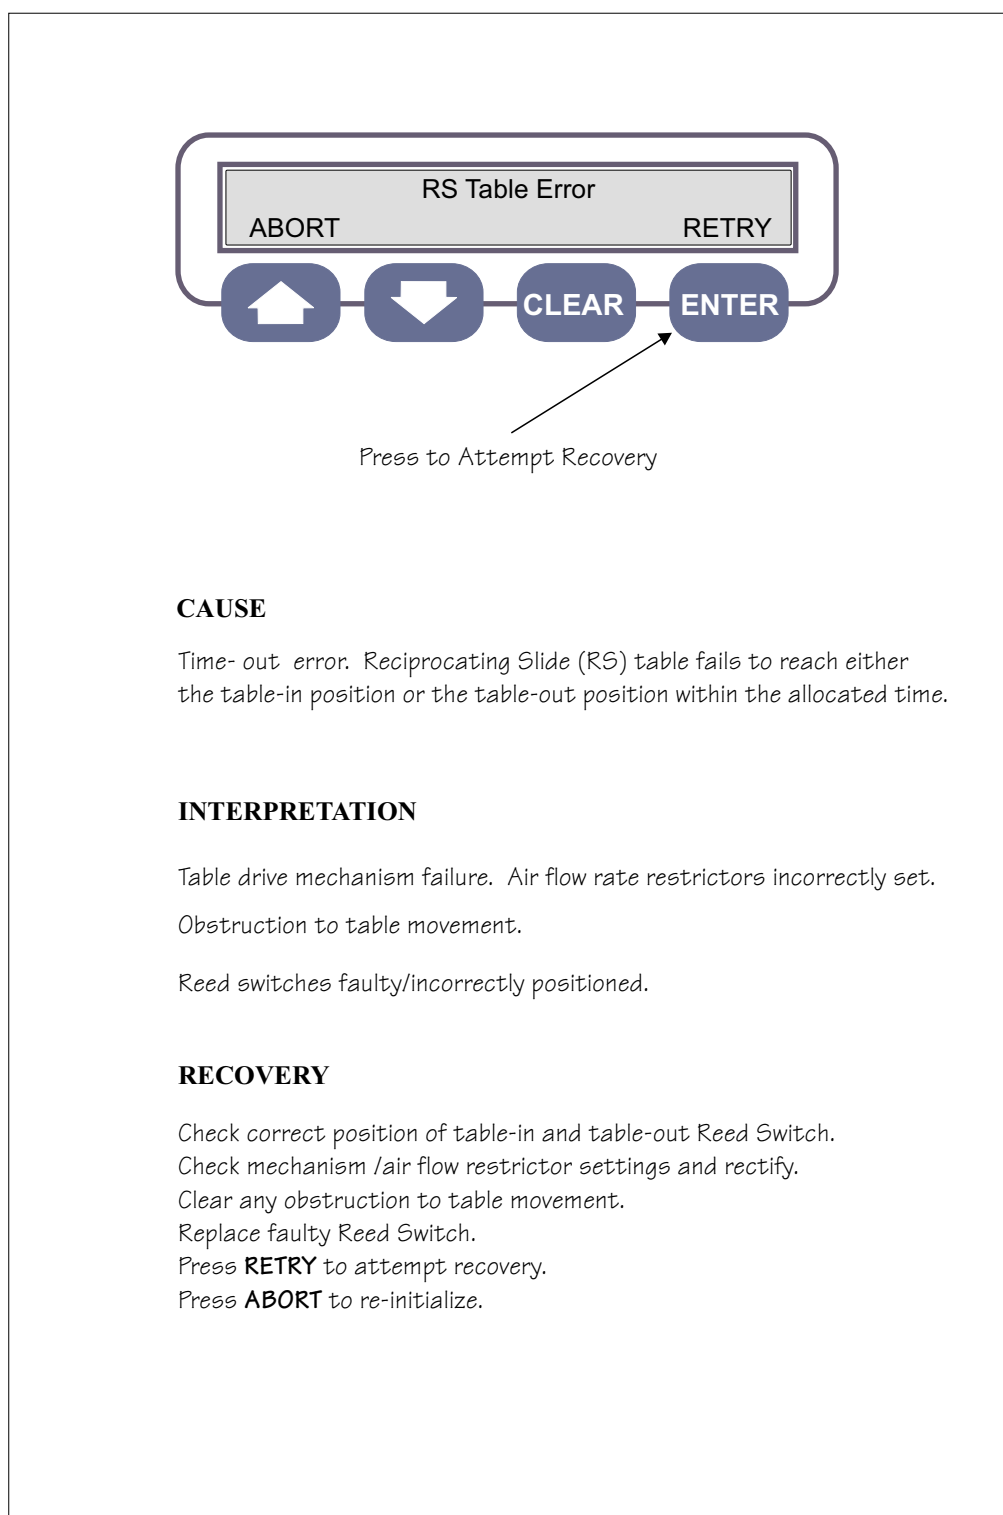 RS Table Error
ABORT RETRY
CLEAR ENTER
Press to Attempt Recovery
CAUSE
Time- out error. Reciprocating Slide (RS) table fails to reach either
the table-in position or the table-out position within the allocated time.
INTERPRETATION
Table drive mechanism failure. Air flow rate restrictors incorrectly set.
Obstruction to table movement.
Reed switches faulty/incorrectly positioned.
RECOVERY
Check correct position of table-in and table-out Reed Switch.
Check mechanism /air flow restrictor settings and rectify.
Clear any obstruction to table movement.
Replace faulty Reed Switch.
Press RETRY to attempt recovery.
Press ABORT to re-initialize.